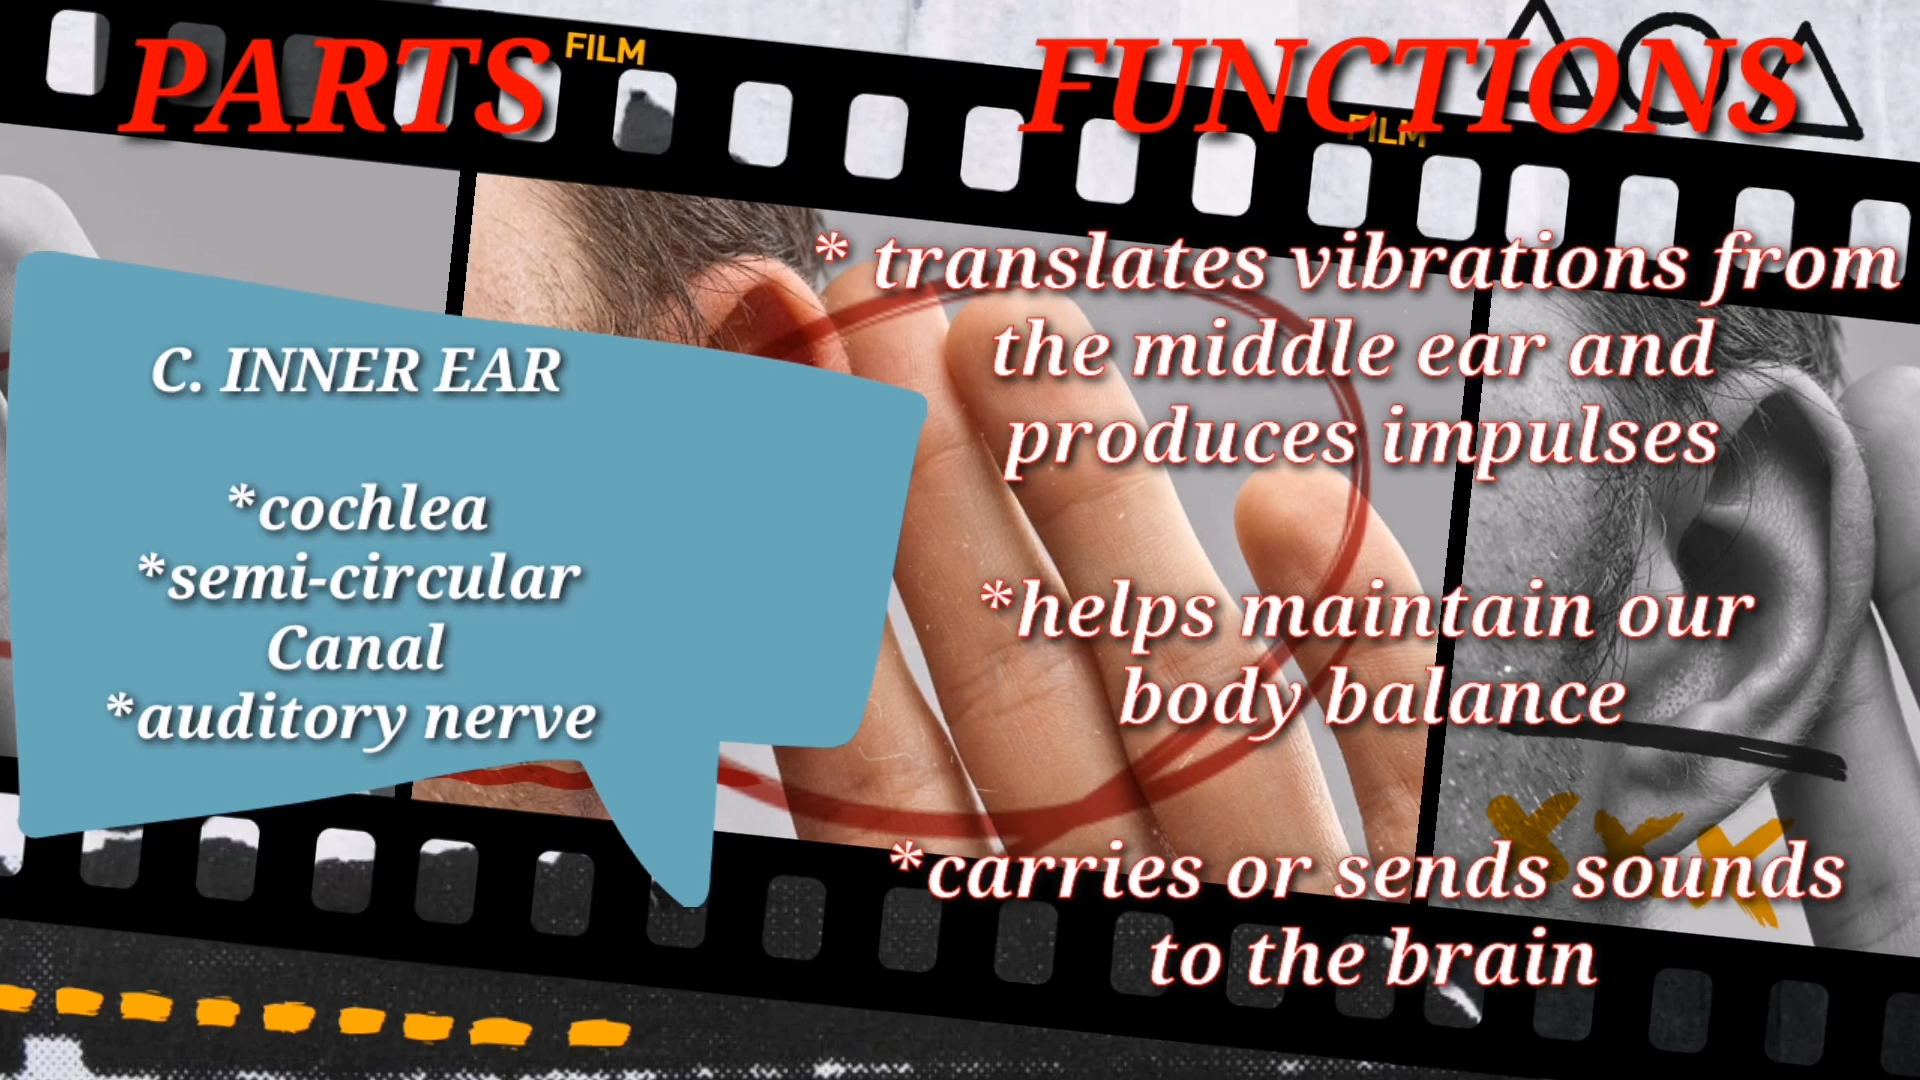 PARTS
FILM
FUNCTIONS
FILM
C. INNER EAR
*cochlea
*semi-circular
Canal
*auditory nerve
* translates vibrations from
the middle ear and
produces impulses
*helps maintain our
body balance
*carries or sends sounds
to the brain